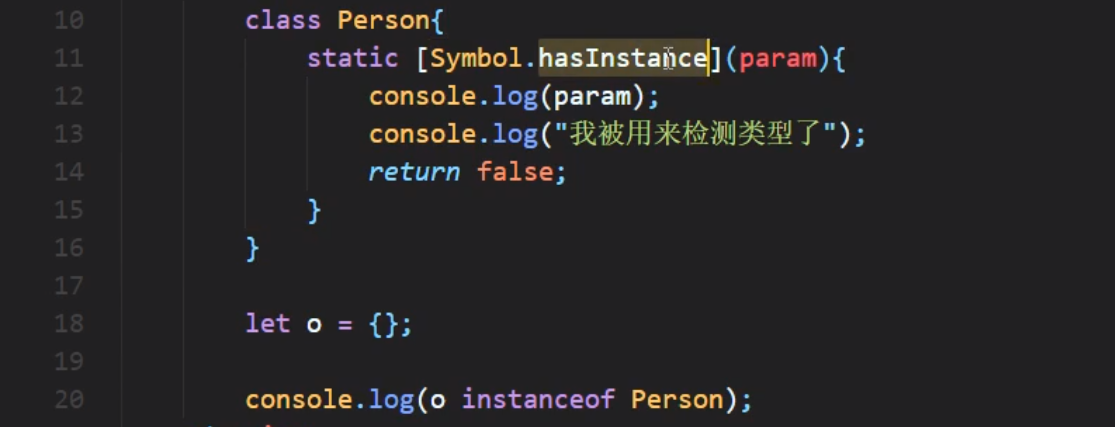 10 class Person{
11 static [Symbol.hasInstance](param){
12 console.log(param);
13 console.log("我被用来检测类型了");
14 return false;
15 }
16 }
17
18 let o = {};
19
20 console.log(o instanceof Person);